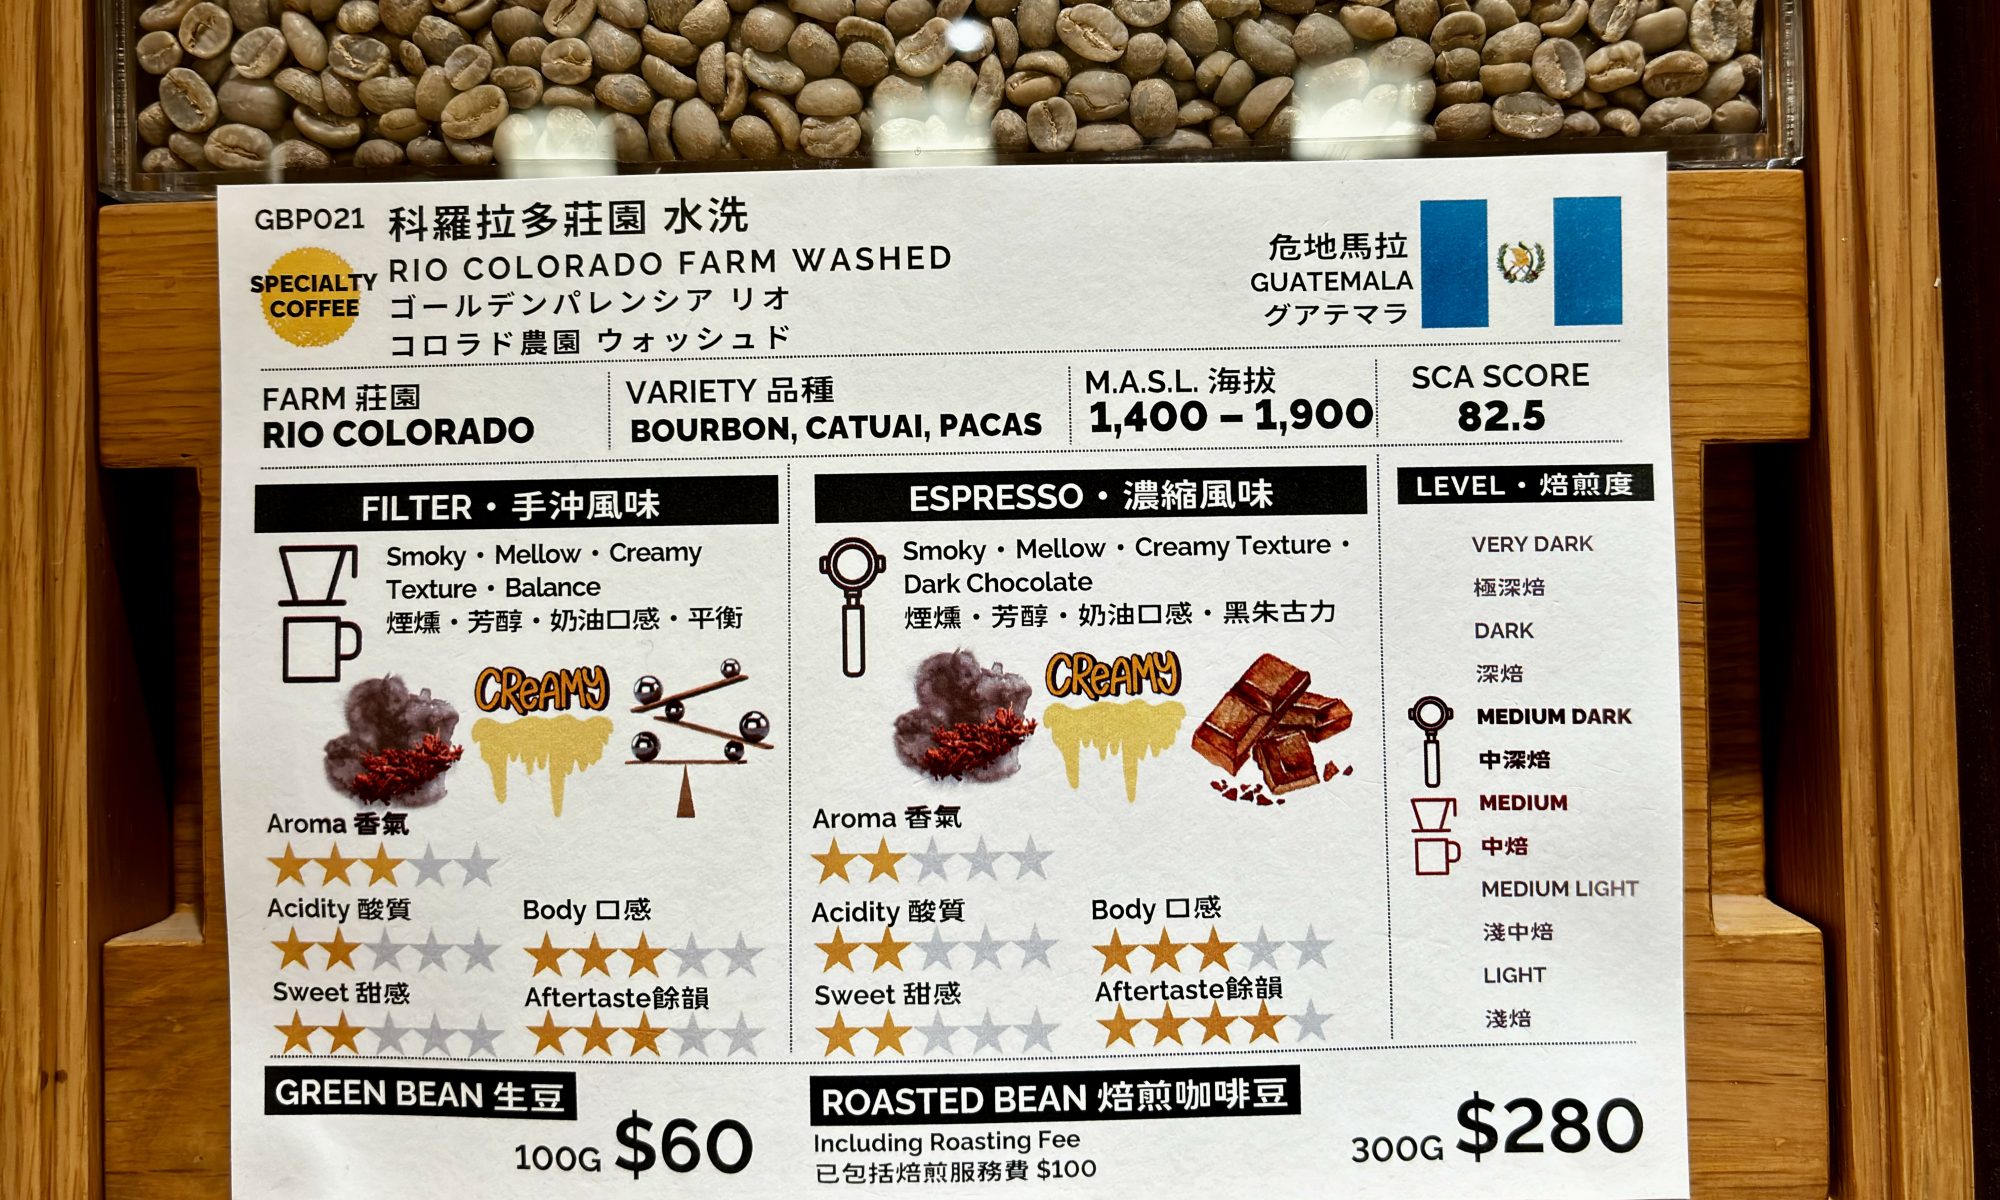 GBP021 科羅拉多莊園 水洗
SPECIALTY COFFEE
RIO COLORADO FARM WASHED
ゴールデンパレンシア リオ
コロラド農園 ウォッシュド
危地馬拉
GUATEMALA
グアテマラ
FARM 莊園
RIO COLORADO
VARIETY 品種
BOURBON, CATUAI, PACAS
M.A.S.L. 海拔
1,400 – 1,900
SCA SCORE
82.5
FILTER・手沖風味
Smoky・Mellow・Creamy
Texture・Balance
煙燻・芳醇・奶油口感・平衡
CREAMY
Aroma 香氣
Acidity 酸質
Body 口感
Sweet 甜感
Aftertaste餘韻
ESPRESSO・濃縮風味
Smoky・Mellow・Creamy Texture・
Dark Chocolate
煙燻・芳醇・奶油口感・黑朱古力
CREAMY
Aroma 香氣
Acidity 酸質
Body 口感
Sweet 甜感
Aftertaste餘韻
LEVEL・焙煎度
VERY DARK
極深焙
DARK
深焙
MEDIUM DARK
中深焙
MEDIUM
中焙
MEDIUM LIGHT
淺中焙
LIGHT
淺焙
GREEN BEAN 生豆
100G $60
ROASTED BEAN 焙煎咖啡豆
Including Roasting Fee
已包括焙煎服務費 $100
300G $280